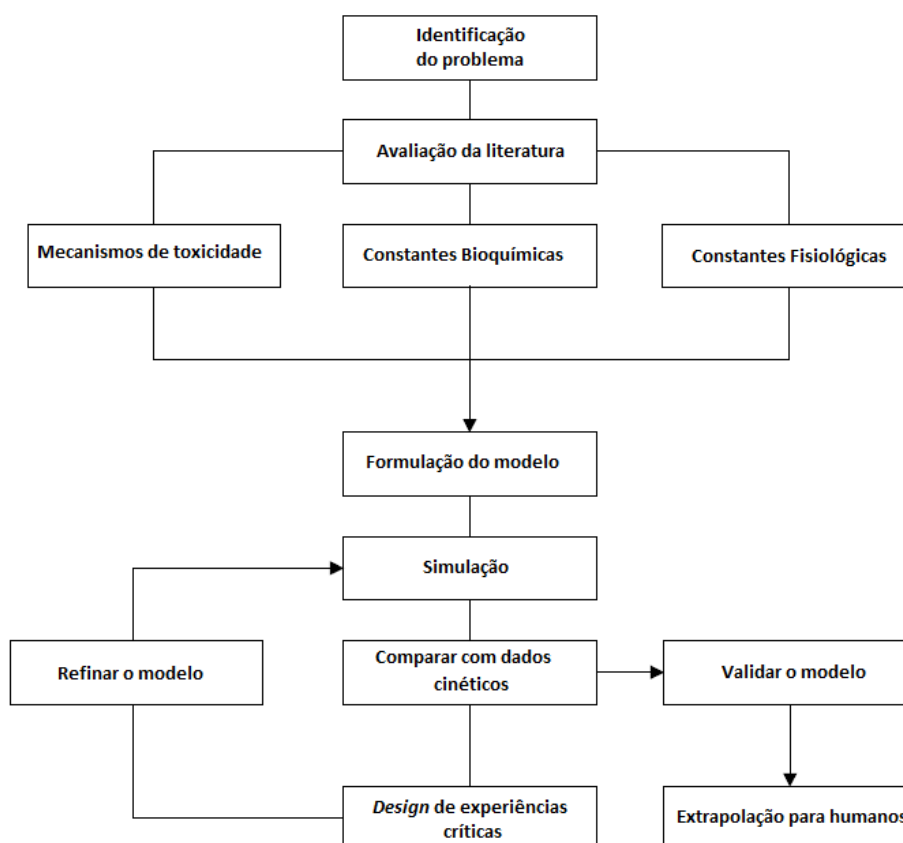 Identificação
do problema
Avaliação da literatura
Mecanismos de toxicidade
Constantes Bioquímicas
Constantes Fisiológicas
Formulação do modelo
Simulação
Refinar o modelo
Comparar com dados
cinéticos
Validar o modelo
Design de experiências
críticas
Extrapolação para humanos